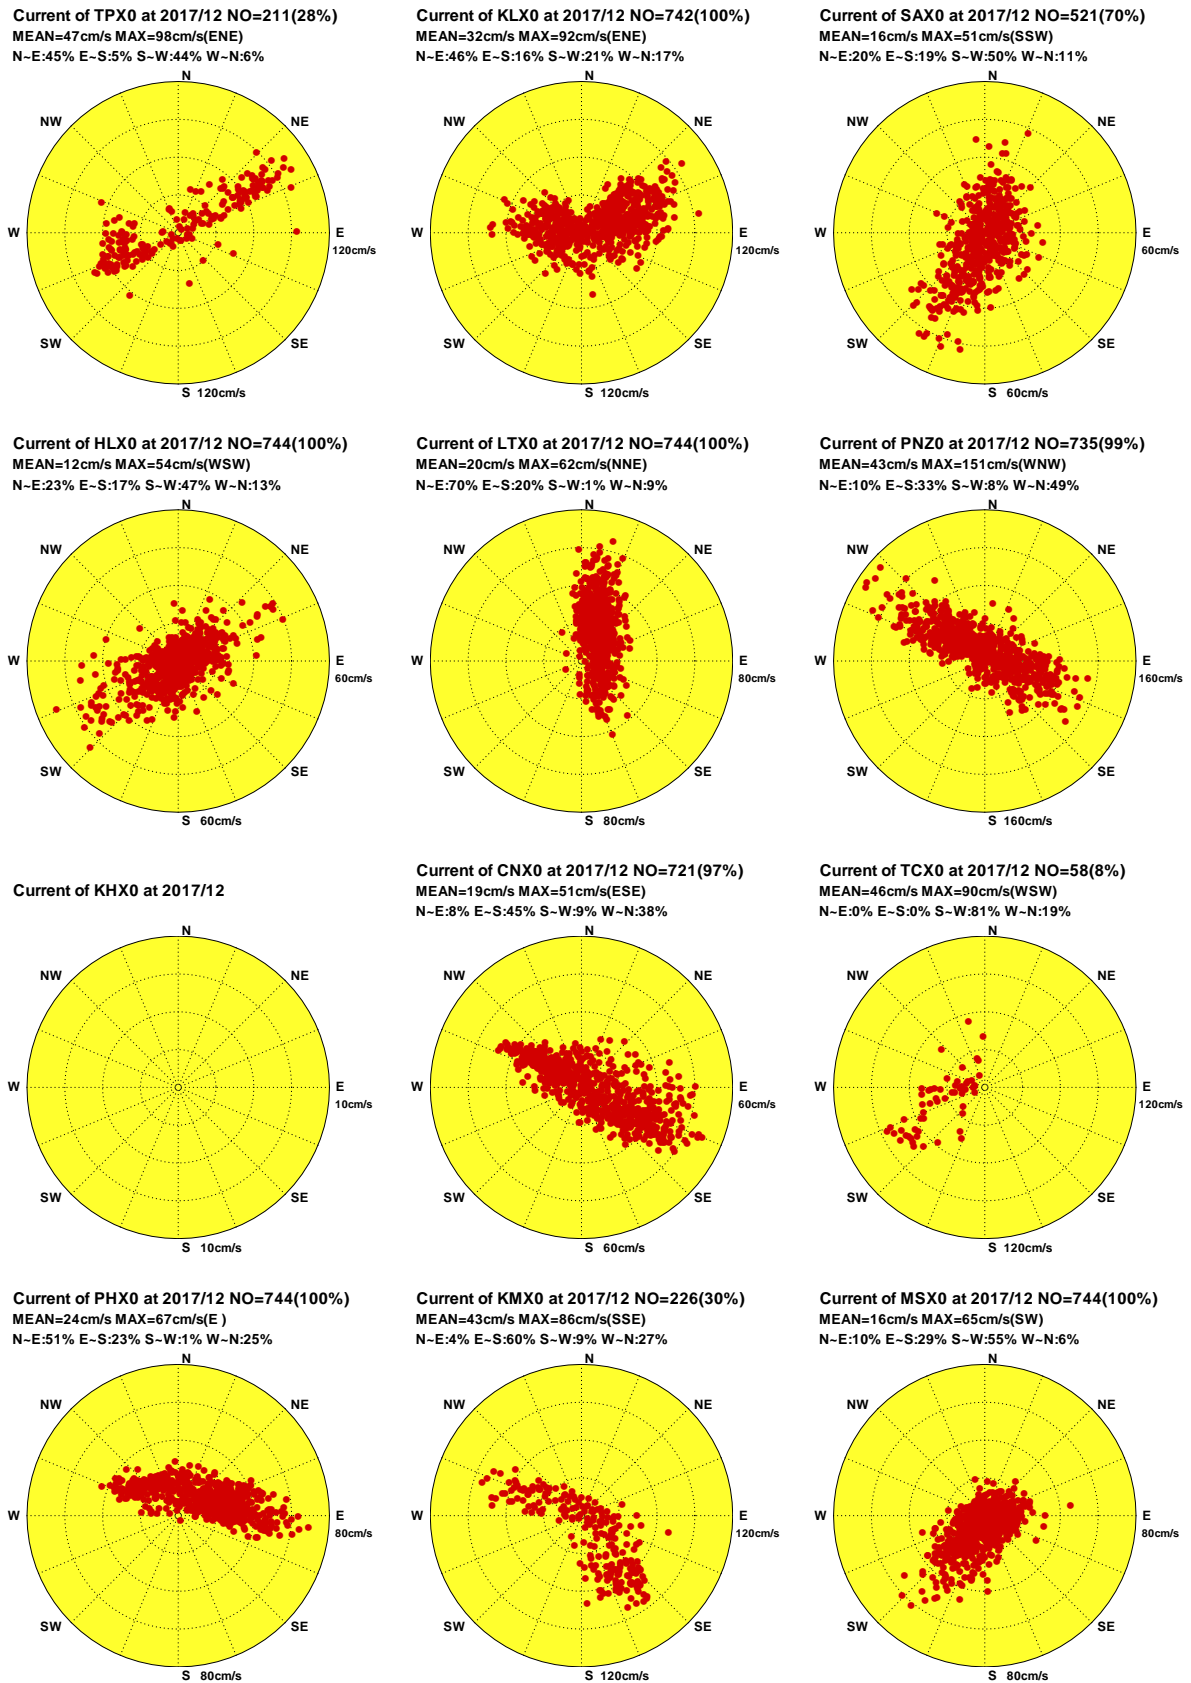 Current of TPX0 at 2017/12 NO=211(28%)
MEAN=47cm/s MAX=98cm/s(ENE)
N~E:45% E~S:5% S~W:44% W~N:6%
N
NW
NE
W
E
120cm/s
SW
SE
S 120cm/s
Current of KLX0 at 2017/12 NO=742(100%)
MEAN=32cm/s MAX=92cm/s(ENE)
N~E:46% E~S:16% S~W:21% W~N:17%
N
NW
NE
W
E
120cm/s
SW
SE
S 120cm/s
Current of SAX0 at 2017/12 NO=521(70%)
MEAN=16cm/s MAX=51cm/s(SSW)
N~E:20% E~S:19% S~W:50% W~N:11%
N
NW
NE
W
E
60cm/s
SW
SE
S 60cm/s
Current of HLX0 at 2017/12 NO=744(100%)
MEAN=12cm/s MAX=54cm/s(WSW)
N~E:23% E~S:17% S~W:47% W~N:13%
N
NW
NE
W
E
60cm/s
SW
SE
S 60cm/s
Current of LTX0 at 2017/12 NO=744(100%)
MEAN=20cm/s MAX=62cm/s(NNE)
N~E:70% E~S:20% S~W:1% W~N:9%
N
NW
NE
W
E
80cm/s
SW
SE
S 80cm/s
Current of PNZ0 at 2017/12 NO=735(99%)
MEAN=43cm/s MAX=151cm/s(WNW)
N~E:10% E~S:33% S~W:8% W~N:49%
N
NW
NE
W
E
160cm/s
SW
SE
S 160cm/s
Current of KHX0 at 2017/12
N
NW
NE
W
E
10cm/s
SW
SE
S 10cm/s
Current of CNX0 at 2017/12 NO=721(97%)
MEAN=19cm/s MAX=51cm/s(ESE)
N~E:8% E~S:45% S~W:9% W~N:38%
N
NW
NE
W
E
60cm/s
SW
SE
S 60cm/s
Current of TCX0 at 2017/12 NO=58(8%)
MEAN=46cm/s MAX=90cm/s(WSW)
N~E:0% E~S:0% S~W:81% W~N:19%
N
NW
NE
W
E
120cm/s
SW
SE
S 120cm/s
Current of PHX0 at 2017/12 NO=744(100%)
MEAN=24cm/s MAX=67cm/s(E )
N~E:51% E~S:23% S~W:1% W~N:25%
N
NW
NE
W
E
80cm/s
SW
SE
S 80cm/s
Current of KMX0 at 2017/12 NO=226(30%)
MEAN=43cm/s MAX=86cm/s(SSE)
N~E:4% E~S:60% S~W:9% W~N:27%
N
NW
NE
W
E
120cm/s
SW
SE
S 120cm/s
Current of MSX0 at 2017/12 NO=744(100%)
MEAN=16cm/s MAX=65cm/s(SW)
N~E:10% E~S:29% S~W:55% W~N:6%
N
NW
NE
W
E
80cm/s
SW
SE
S 80cm/s